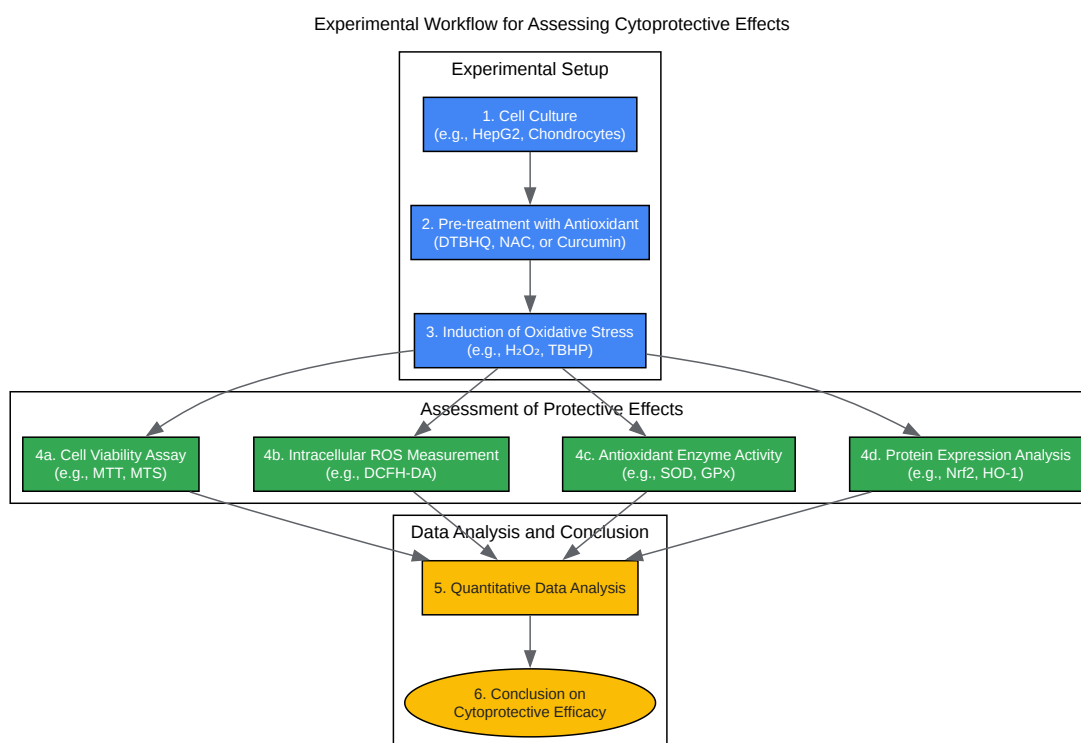 Experimental Workflow for Assessing Cytoprotective Effects
Experimental Setup
1. Cell Culture
(e.g., HepG2, Chondrocytes)
2. Pre-treatment with Antioxidant
(DTBHQ, NAC, or Curcumin)
3. Induction of Oxidative Stress
(e.g., H₂O₂, TBHP)
Assessment of Protective Effects
4a. Cell Viability Assay
(e.g., MTT, MTS)
4b. Intracellular ROS Measurement
(e.g., DCFH-DA)
4c. Antioxidant Enzyme Activity
(e.g., SOD, GPx)
4d. Protein Expression Analysis
(e.g., Nrf2, HO-1)
Data Analysis and Conclusion
5. Quantitative Data Analysis
6. Conclusion on
Cytoprotective Efficacy